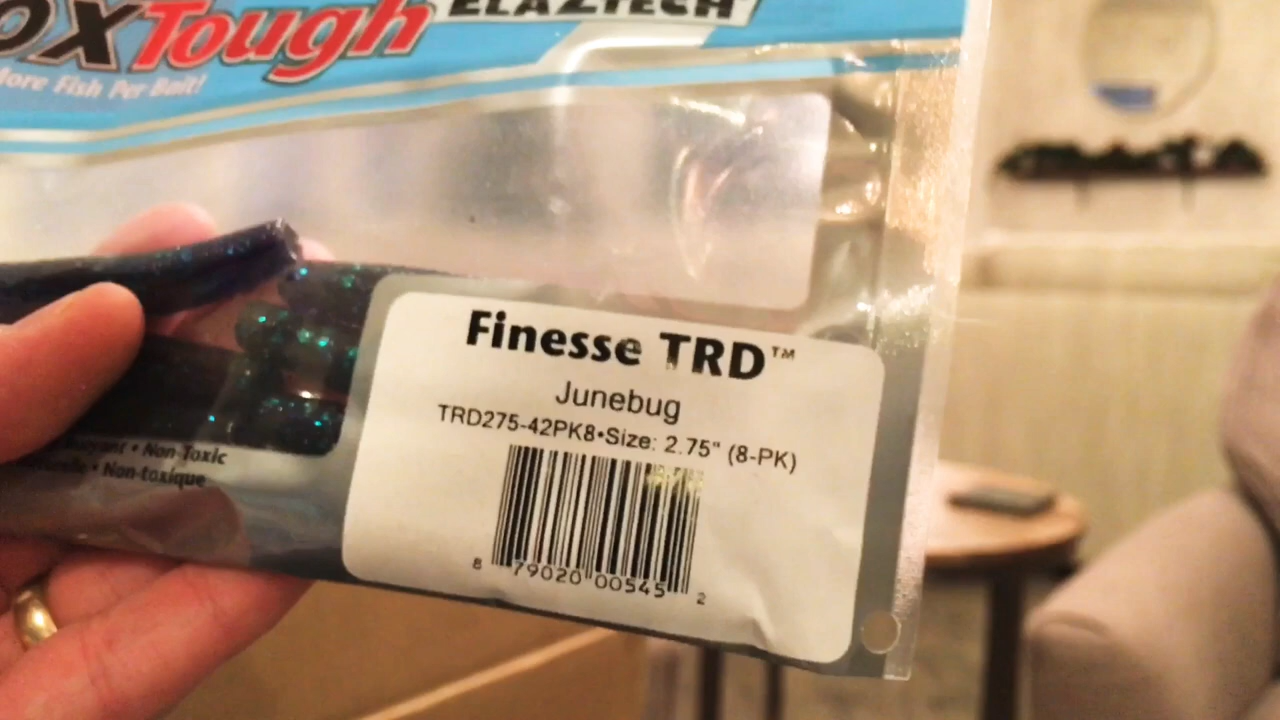 Tough ELAZTECH
Fish Per Bait!
Finesse TRD™
Junebug
TRD275-42PK8•Size: 2.75" (8-PK)
• Non-Toxic
• Non-toxique
8 79020 00545 2